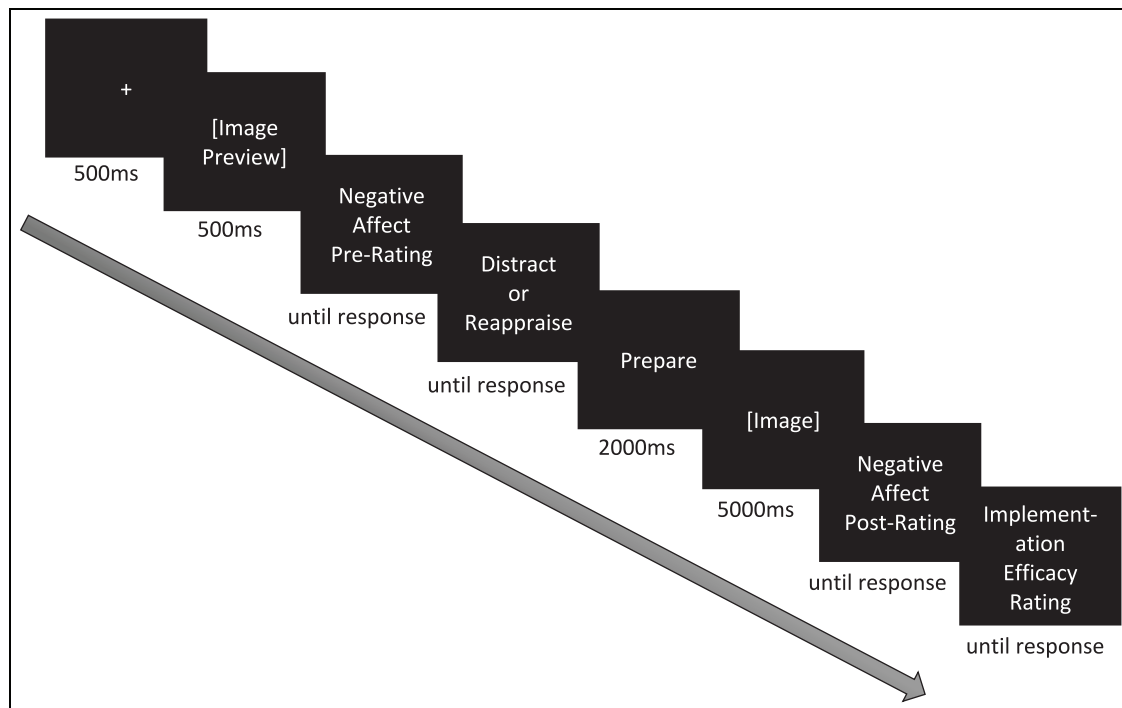 +
500ms
[Image
Preview]
500ms
Negative
Affect
Pre-Rating
until response
Distract
or
Reappraise
until response
Prepare
2000ms
[Image]
5000ms
Negative
Affect
Post-Rating
until response
Implement-
ation
Efficacy
Rating
until response